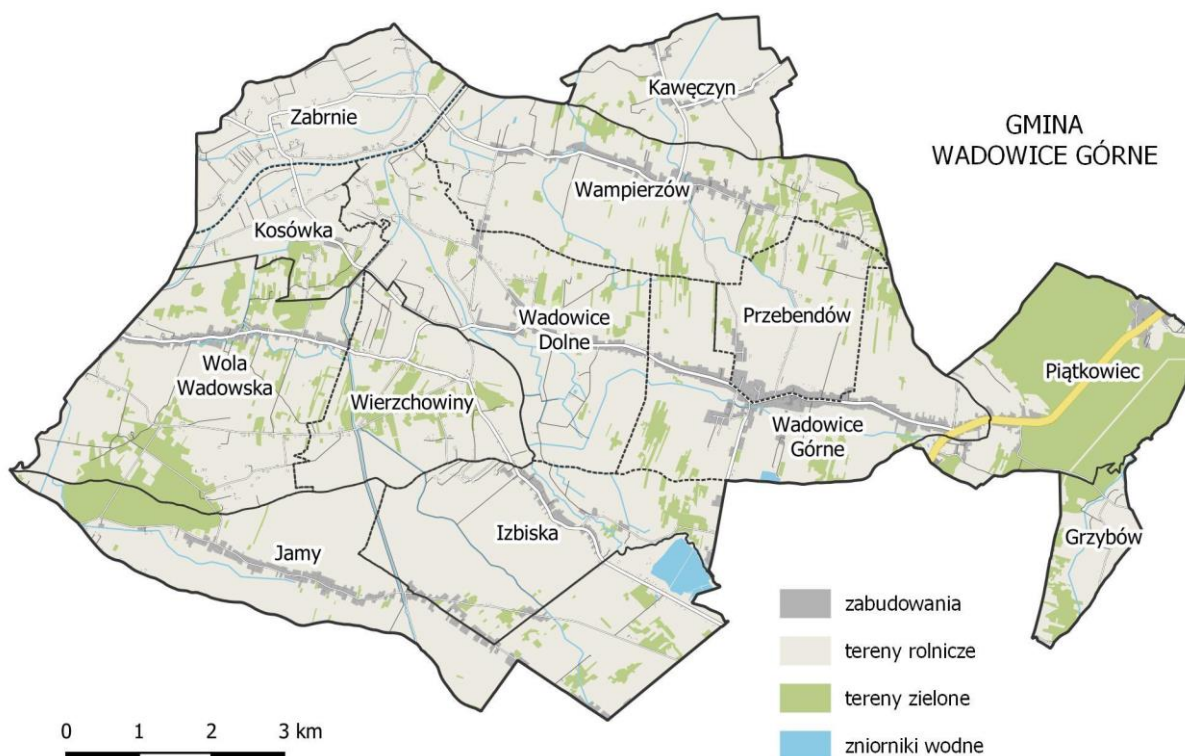 Kawęczyn
Zabrnie
GMINA
WADOWICE GÓRNE
Wampierzów
Kosówka
Wadowice
Dolne
Przebendów
Wola
Wadowska
Piątkowiec
Wierzchowiny
Wadowice
Górne
Izbiska
Jamy
Grzybów
zabudowania
tereny rolnicze
tereny zielone
zniorniki wodne
0 1 2 3 km